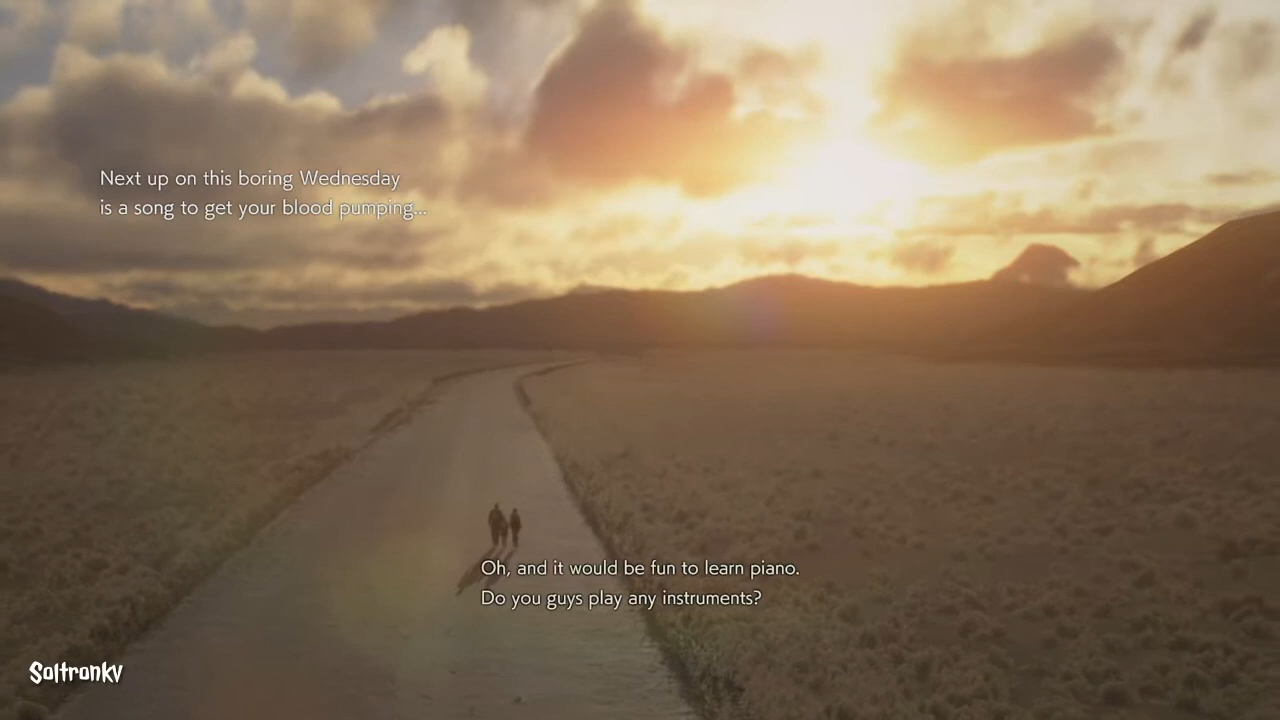 Next up on this boring Wednesday
is a song to get your blood pumping...
Oh, and it would be fun to learn piano.
Do you guys play any instruments?
Soltronkv